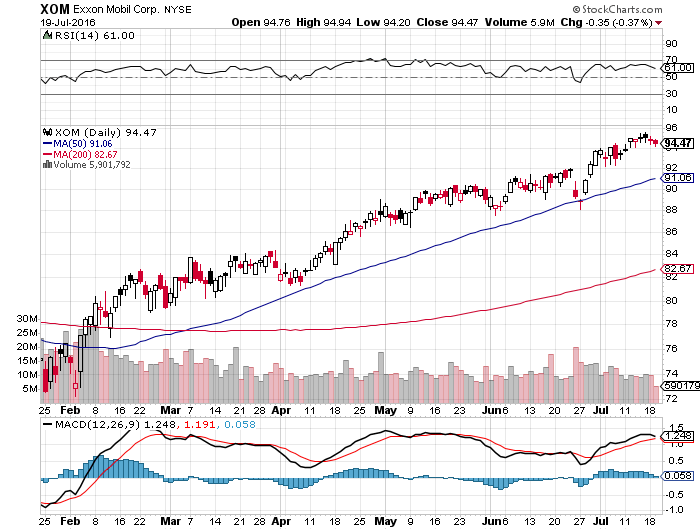 XOM Exxon Mobil Corp. NYSE
© StockCharts.com
19-Jul-2016
Open 94.76 High 94.94 Low 94.20 Close 94.47 Volume 5.9M Chg -0.35 (-0.37%)
RSI(14) 61.00
90
70
61.00
50
30
10
XOM (Daily) 94.47
MA(50) 91.06
MA(200) 82.67
Volume 5,901,792
96
94.47
92
91.06
90
88
86
84
82.67
82
80
78
76
74
72
30M
25M
20M
15M
10M
5M
590179
25 Feb 8 16 22 Mar 7 14 21 28 Apr 11 18 25 May 9 16 23 Jun 6 13 20 27 Jul 11 18
MACD(12,26,9) 1.248, 1.191, 0.058
1.5
1.248
1.0
0.5
0.058
-0.5
-1.0
25 Feb 8 16 22 Mar 7 14 21 28 Apr 11 18 25 May 9 16 23 Jun 6 13 20 27 Jul 11 18